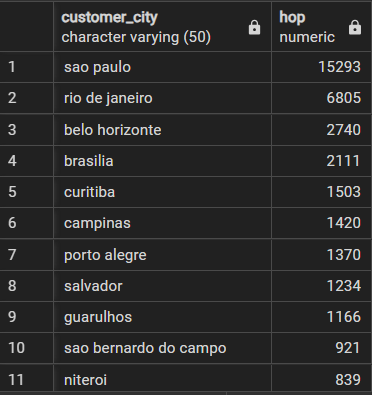 customer_city hop
character varying (50) numeric
1 sao paulo 15293
2 rio de janeiro 6805
3 belo horizonte 2740
4 brasilia 2111
5 curitiba 1503
6 campinas 1420
7 porto alegre 1370
8 salvador 1234
9 guarulhos 1166
10 sao bernardo do campo 921
11 niteroi 839